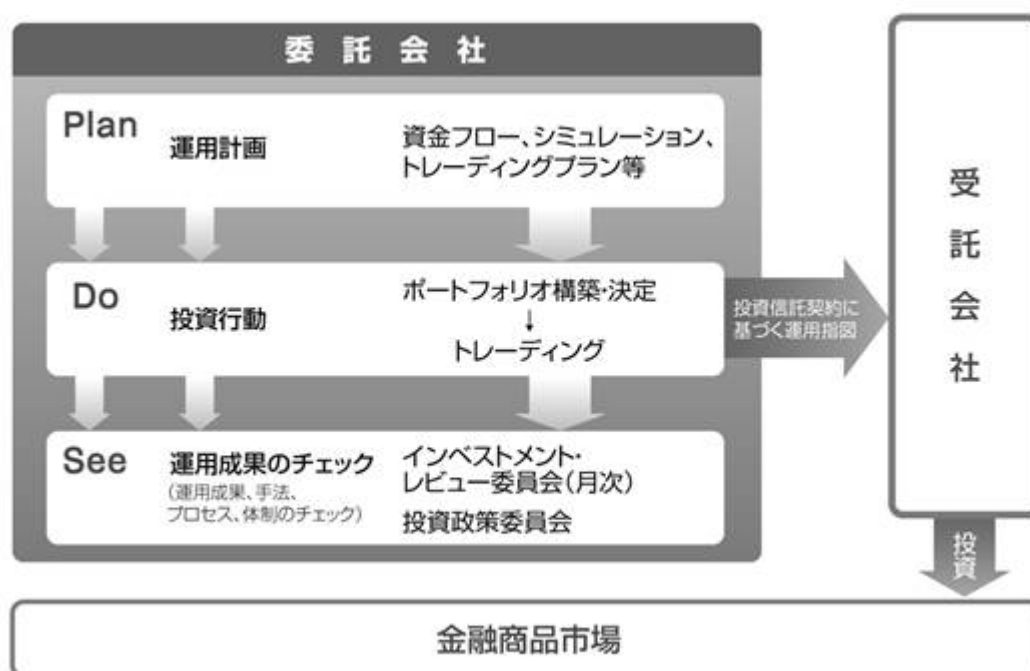 委託会社
Plan
運用計画
資金フロー、シミュレーション、
トレーディングプラン等
Do
投資行動
ポートフォリオ構築・決定
↓
トレーディング
投資信託契約に
基づく運用指図
See
運用成果のチェック
(運用成果、手法、
プロセス、体制のチェック)
インベストメント・
レビュー委員会(月次)
投資政策委員会
受託会社
投資
金融商品市場